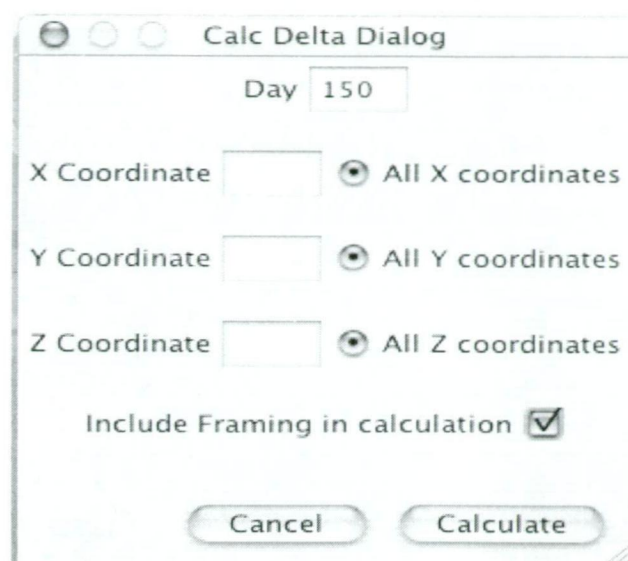 Calc Delta Dialog
Day 150
X Coordinate All X coordinates
Y Coordinate All Y coordinates
Z Coordinate All Z coordinates
Include Framing in calculation
Cancel Calculate